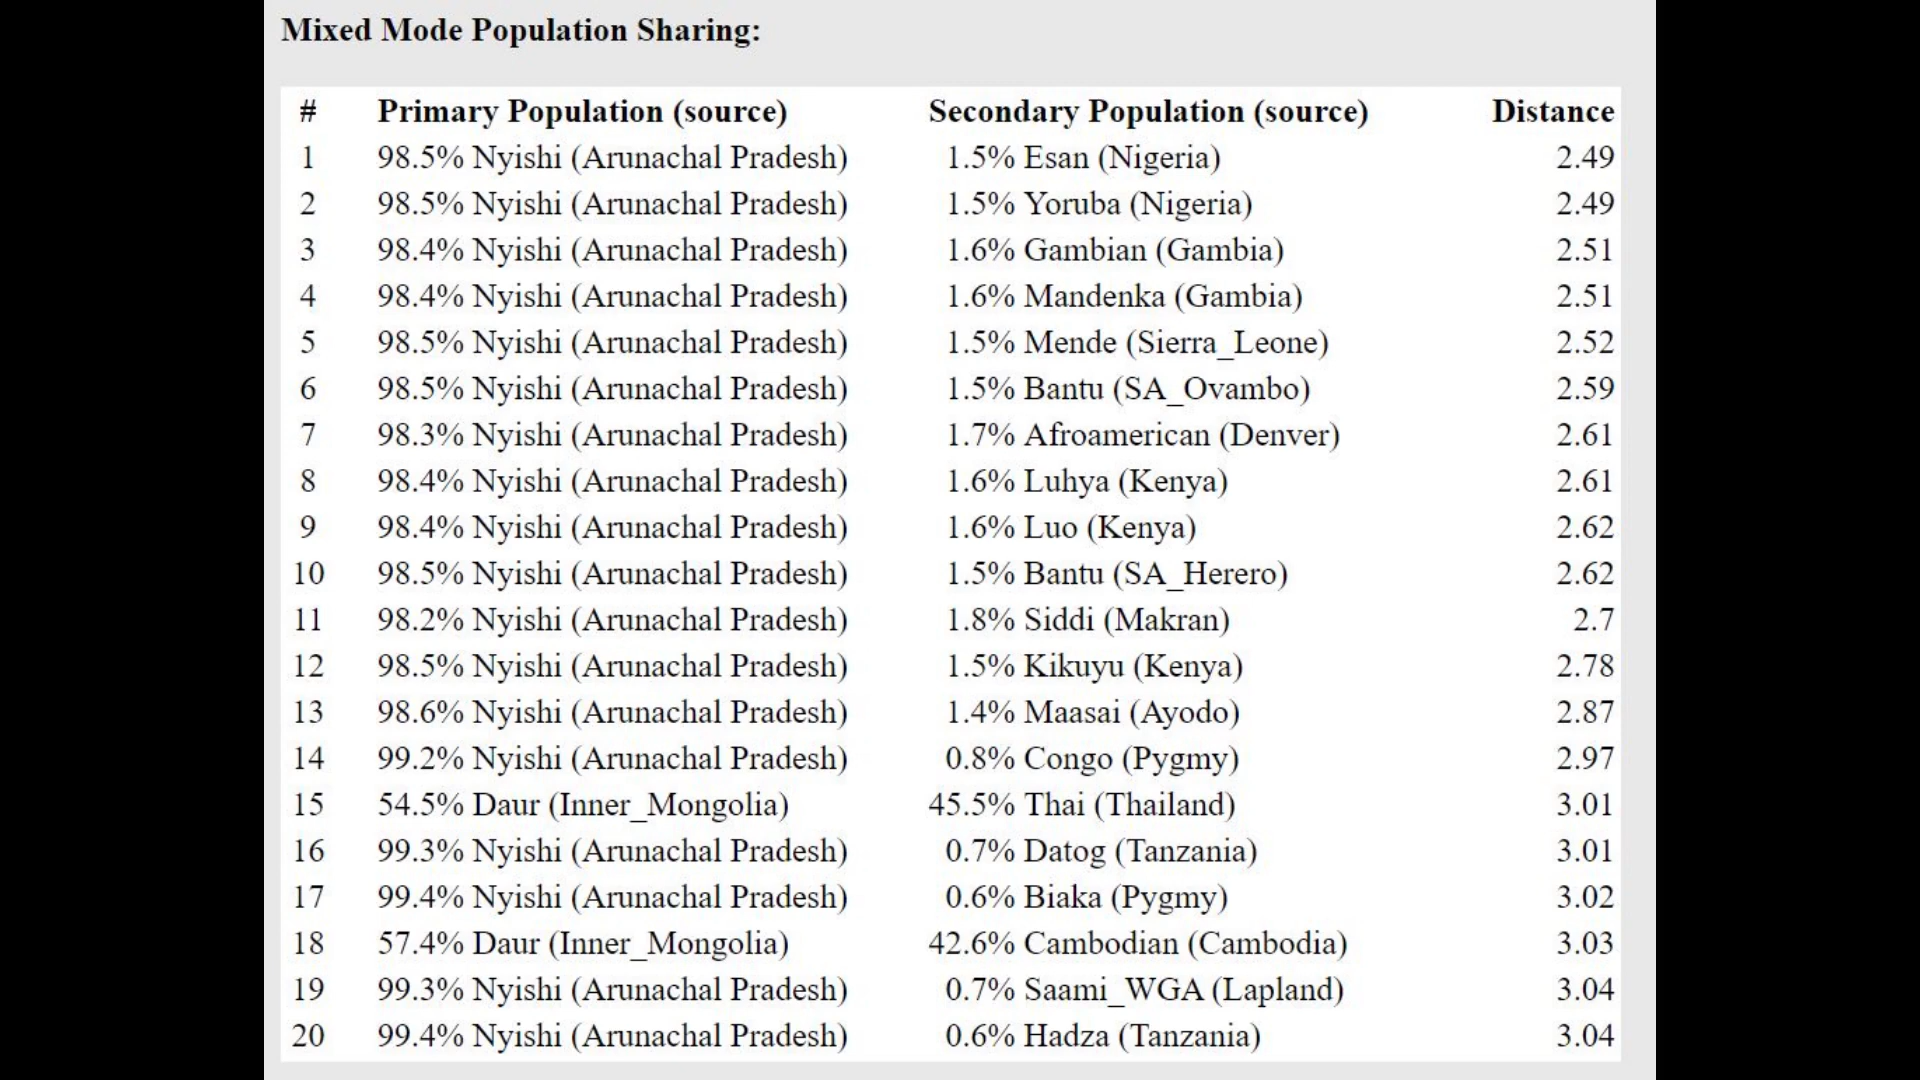 Mixed Mode Population Sharing:
# Primary Population (source) Secondary Population (source) Distance
1 98.5% Nyishi (Arunachal Pradesh) 1.5% Esan (Nigeria) 2.49
2 98.5% Nyishi (Arunachal Pradesh) 1.5% Yoruba (Nigeria) 2.49
3 98.4% Nyishi (Arunachal Pradesh) 1.6% Gambian (Gambia) 2.51
4 98.4% Nyishi (Arunachal Pradesh) 1.6% Mandenka (Gambia) 2.51
5 98.5% Nyishi (Arunachal Pradesh) 1.5% Mende (Sierra_Leone) 2.52
6 98.5% Nyishi (Arunachal Pradesh) 1.5% Bantu (SA_Ovambo) 2.59
7 98.3% Nyishi (Arunachal Pradesh) 1.7% Afroamerican (Denver) 2.61
8 98.4% Nyishi (Arunachal Pradesh) 1.6% Luhya (Kenya) 2.61
9 98.4% Nyishi (Arunachal Pradesh) 1.6% Luo (Kenya) 2.62
10 98.5% Nyishi (Arunachal Pradesh) 1.5% Bantu (SA_Herero) 2.62
11 98.2% Nyishi (Arunachal Pradesh) 1.8% Siddi (Makran) 2.7
12 98.5% Nyishi (Arunachal Pradesh) 1.5% Kikuyu (Kenya) 2.78
13 98.6% Nyishi (Arunachal Pradesh) 1.4% Maasai (Ayodo) 2.87
14 99.2% Nyishi (Arunachal Pradesh) 0.8% Congo (Pygmy) 2.97
15 54.5% Daur (Inner_Mongolia) 45.5% Thai (Thailand) 3.01
16 99.3% Nyishi (Arunachal Pradesh) 0.7% Datog (Tanzania) 3.01
17 99.4% Nyishi (Arunachal Pradesh) 0.6% Biaka (Pygmy) 3.02
18 57.4% Daur (Inner_Mongolia) 42.6% Cambodian (Cambodia) 3.03
19 99.3% Nyishi (Arunachal Pradesh) 0.7% Saami_WGA (Lapland) 3.04
20 99.4% Nyishi (Arunachal Pradesh) 0.6% Hadza (Tanzania) 3.04